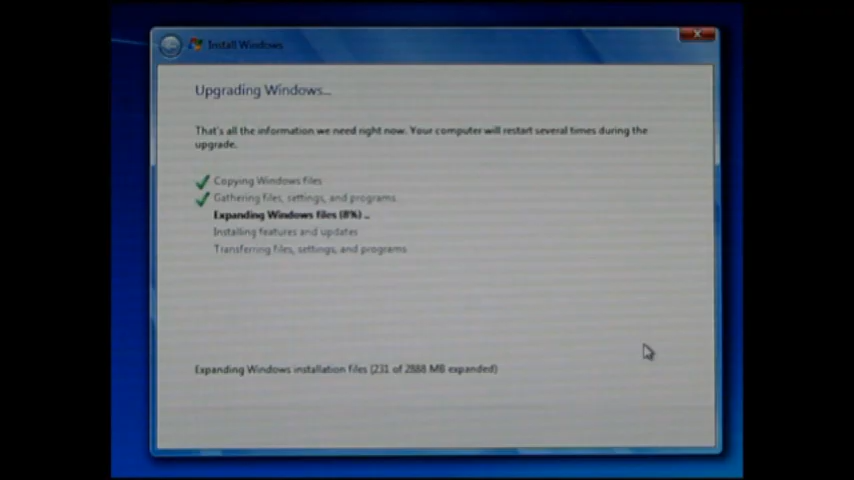 Install Windows
Upgrading Windows...
That's all the information we need right now. Your computer will restart several times during the
upgrade.
Copying Windows files
Gathering files, settings, and programs
Expanding Windows files (8%) ..
Installing features and updates
Transferring files, settings, and programs
Expanding Windows installation files (231 of 2888 MB expanded)